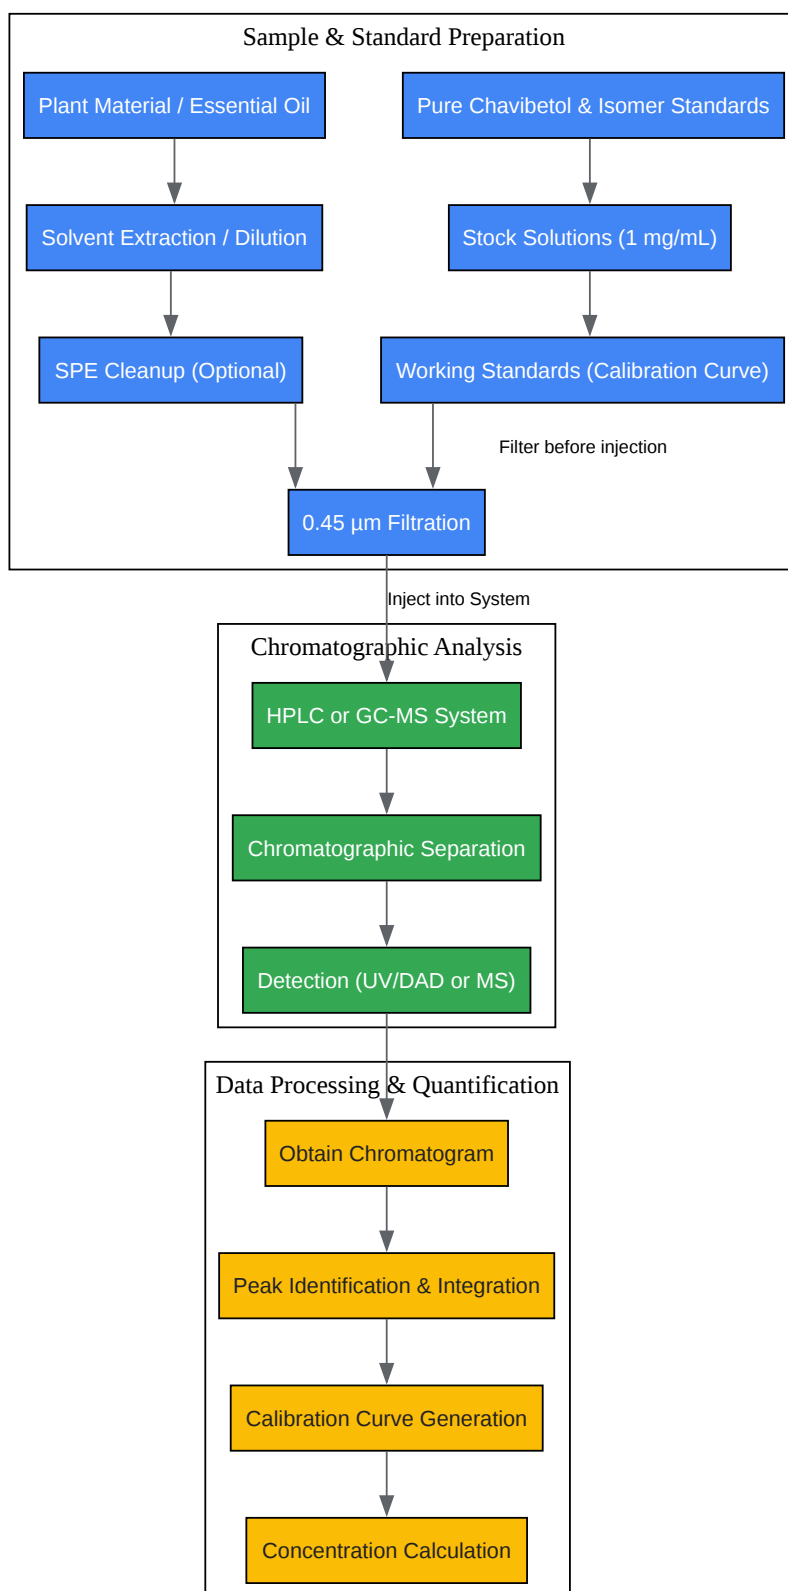 Sample & Standard Preparation
Plant Material / Essential Oil
Pure Chavibetol & Isomer Standards
Solvent Extraction / Dilution
Stock Solutions (1 mg/mL)
SPE Cleanup (Optional)
Working Standards (Calibration Curve)
Filter before injection
0.45 µm Filtration
Inject into System
Chromatographic Analysis
HPLC or GC-MS System
Chromatographic Separation
Detection (UV/DAD or MS)
Data Processing & Quantification
Obtain Chromatogram
Peak Identification & Integration
Calibration Curve Generation
Concentration Calculation